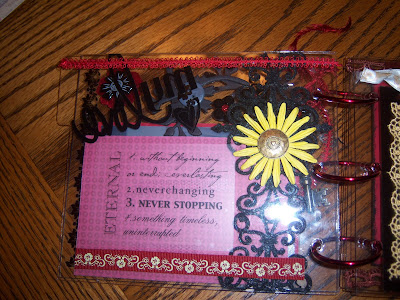 ETERNAL
1. without beginning
or end; everlasting
2. neverchanging
3. NEVER STOPPING
4. something timeless,
uninterrupted